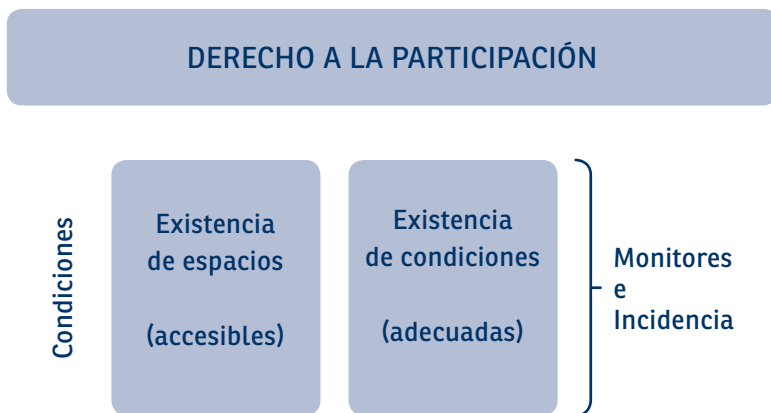 DERECHO A LA PARTICIPACIÓN
Condiciones
Existencia
de espacios
(accesibles)
Existencia
de condiciones
(adecuadas)
Monitores
e
Incidencia